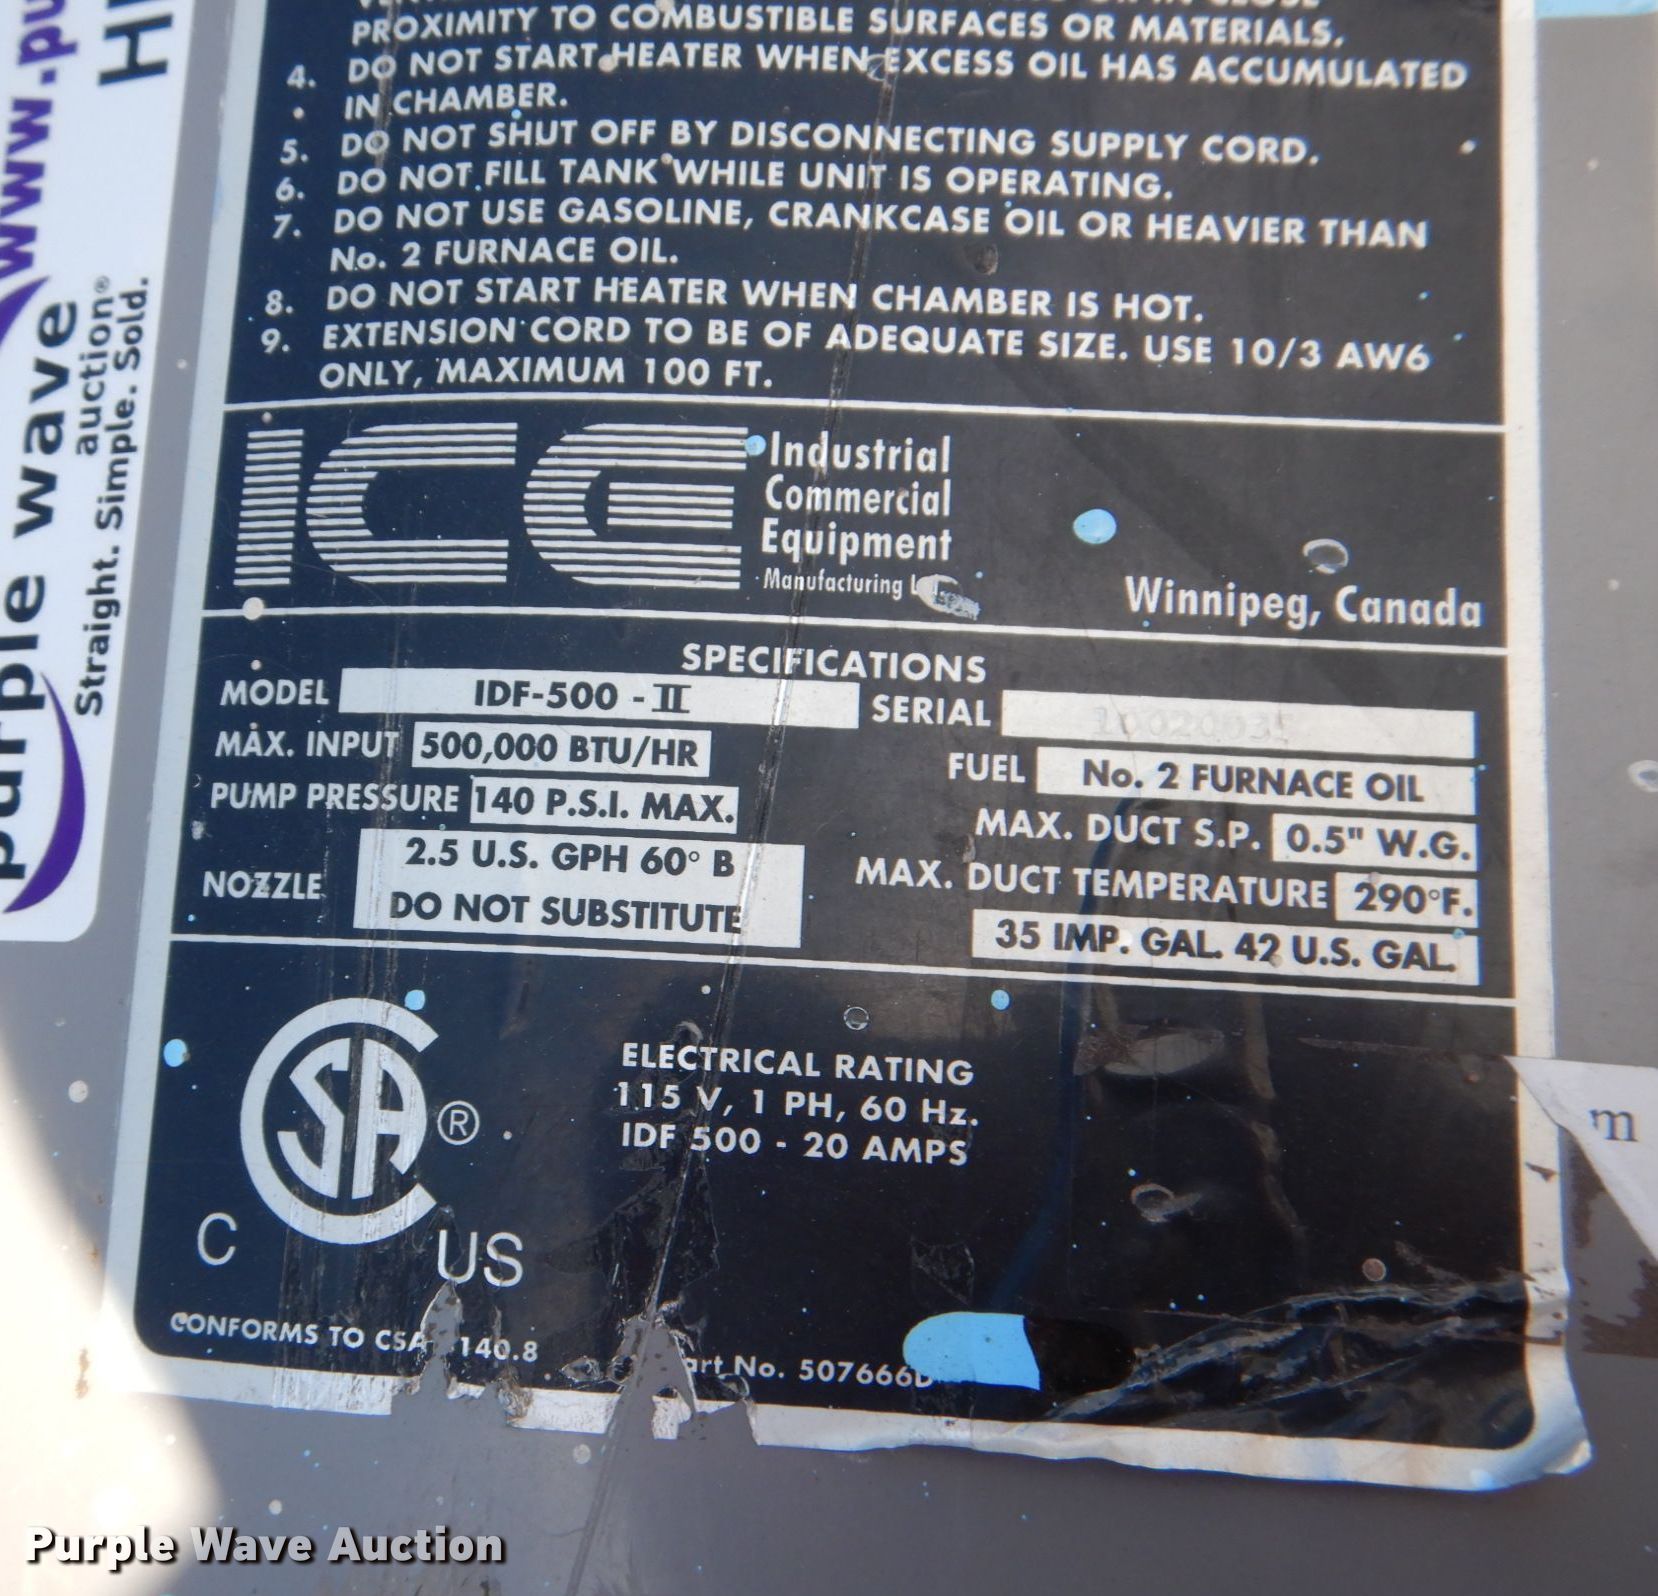 PROXIMITY TO COMBUSTIBLE SURFACES OR MATERIALS.
4. DO NOT START HEATER WHEN EXCESS OIL HAS ACCUMULATED
IN CHAMBER.
5. DO NOT SHUT OFF BY DISCONNECTING SUPPLY CORD.
6. DO NOT FILL TANK WHILE UNIT IS OPERATING.
7. DO NOT USE GASOLINE, CRANKCASE OIL OR HEAVIER THAN
No. 2 FURNACE OIL.
8. DO NOT START HEATER WHEN CHAMBER IS HOT.
9. EXTENSION CORD TO BE OF ADEQUATE SIZE. USE 10/3 AW6
ONLY, MAXIMUM 100 FT.
ICE
Industrial
Commercial
Equipment
Manufacturing
Winnipeg, Canada
SPECIFICATIONS
MODEL IDF-500 - II SERIAL
MAX. INPUT 500,000 BTU/HR FUEL No. 2 FURNACE OIL
PUMP PRESSURE 140 P.S.I. MAX. MAX. DUCT S.P. 0.5" W.G.
NOZZLE 2.5 U.S. GPH 60° B
DO NOT SUBSTITUTE
MAX. DUCT TEMPERATURE 290°F.
35 IMP. GAL. 42 U.S. GAL.
CSA ®
C US
ELECTRICAL RATING
115 V, 1 PH, 60 Hz.
IDF 500 - 20 AMPS
CONFORMS TO CSA 140.8
No. 507666
www.pu
purple wave
auction®
Straight. Simple. Sold.
m
Purple Wave Auction